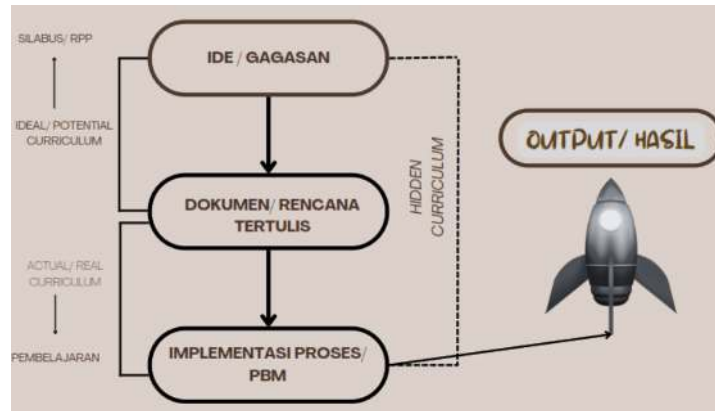 SILABUS/ RPP
IDE / GAGASAN
IDEAL/ POTENTIAL
CURRICULUM
OUTPUT/ HASIL
HIDDEN
CURRICULUM
DOKUMEN/ RENCANA
TERTULIS
ACTUAL/ REAL
CURRICULUM
PEMBELAJARAN
IMPLEMENTASI PROSES/
PBM